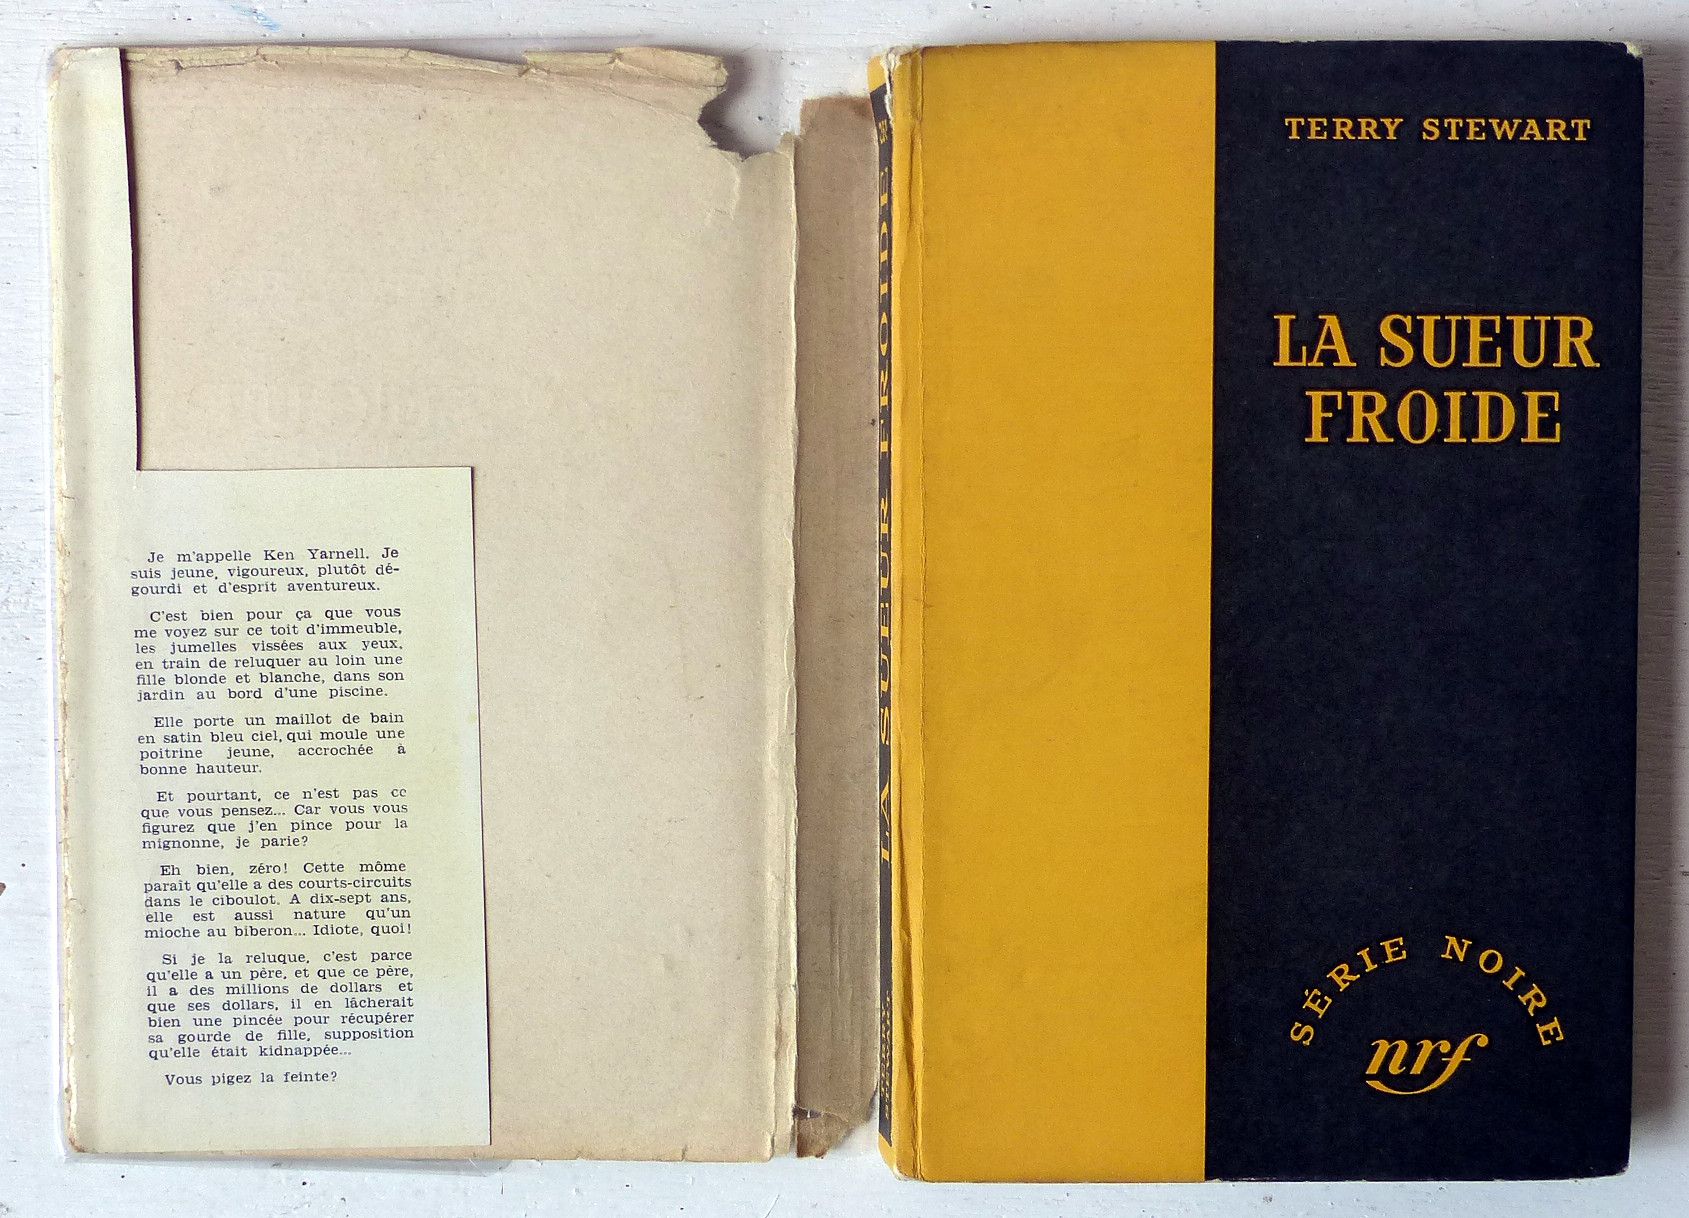 Je m'appelle Ken Yarnell. Je
suis jeune, vigoureux, plutôt dé-
gourdi et d'esprit aventureux.
C'est bien pour ça que vous
me voyez sur ce toit d'immeuble,
les jumelles vissées aux yeux,
en train de reluquer au loin une
fille blonde et blanche, dans son
jardin au bord d'une piscine.
Elle porte un maillot de bain
en satin bleu ciel, qui moule une
poitrine jeune, accrochée à
bonne hauteur.
Et pourtant, ce n'est pas ce
que vous pensez... Car vous vous
figurez que j'en pince pour la
mignonne, je parie?
Eh bien, zéro! Cette môme
paraît qu'elle a des courts-circuits
dans le ciboulot. A dix-sept ans,
elle est aussi nature qu'un
mioche au biberon... Idiote, quoi!
Si je la reluque, c'est parce
qu'elle a un père, et que ce père,
il a des millions de dollars et
que ses dollars, il en lâcherait
bien une pincée pour récupérer
sa gourde de fille, supposition
qu'elle était kidnappée...
Vous pigez la feinte?
LA SUEUR FROIDE
TERRY STEWART
LA SUEUR
FROIDE
SÉRIE NOIRE
nrf